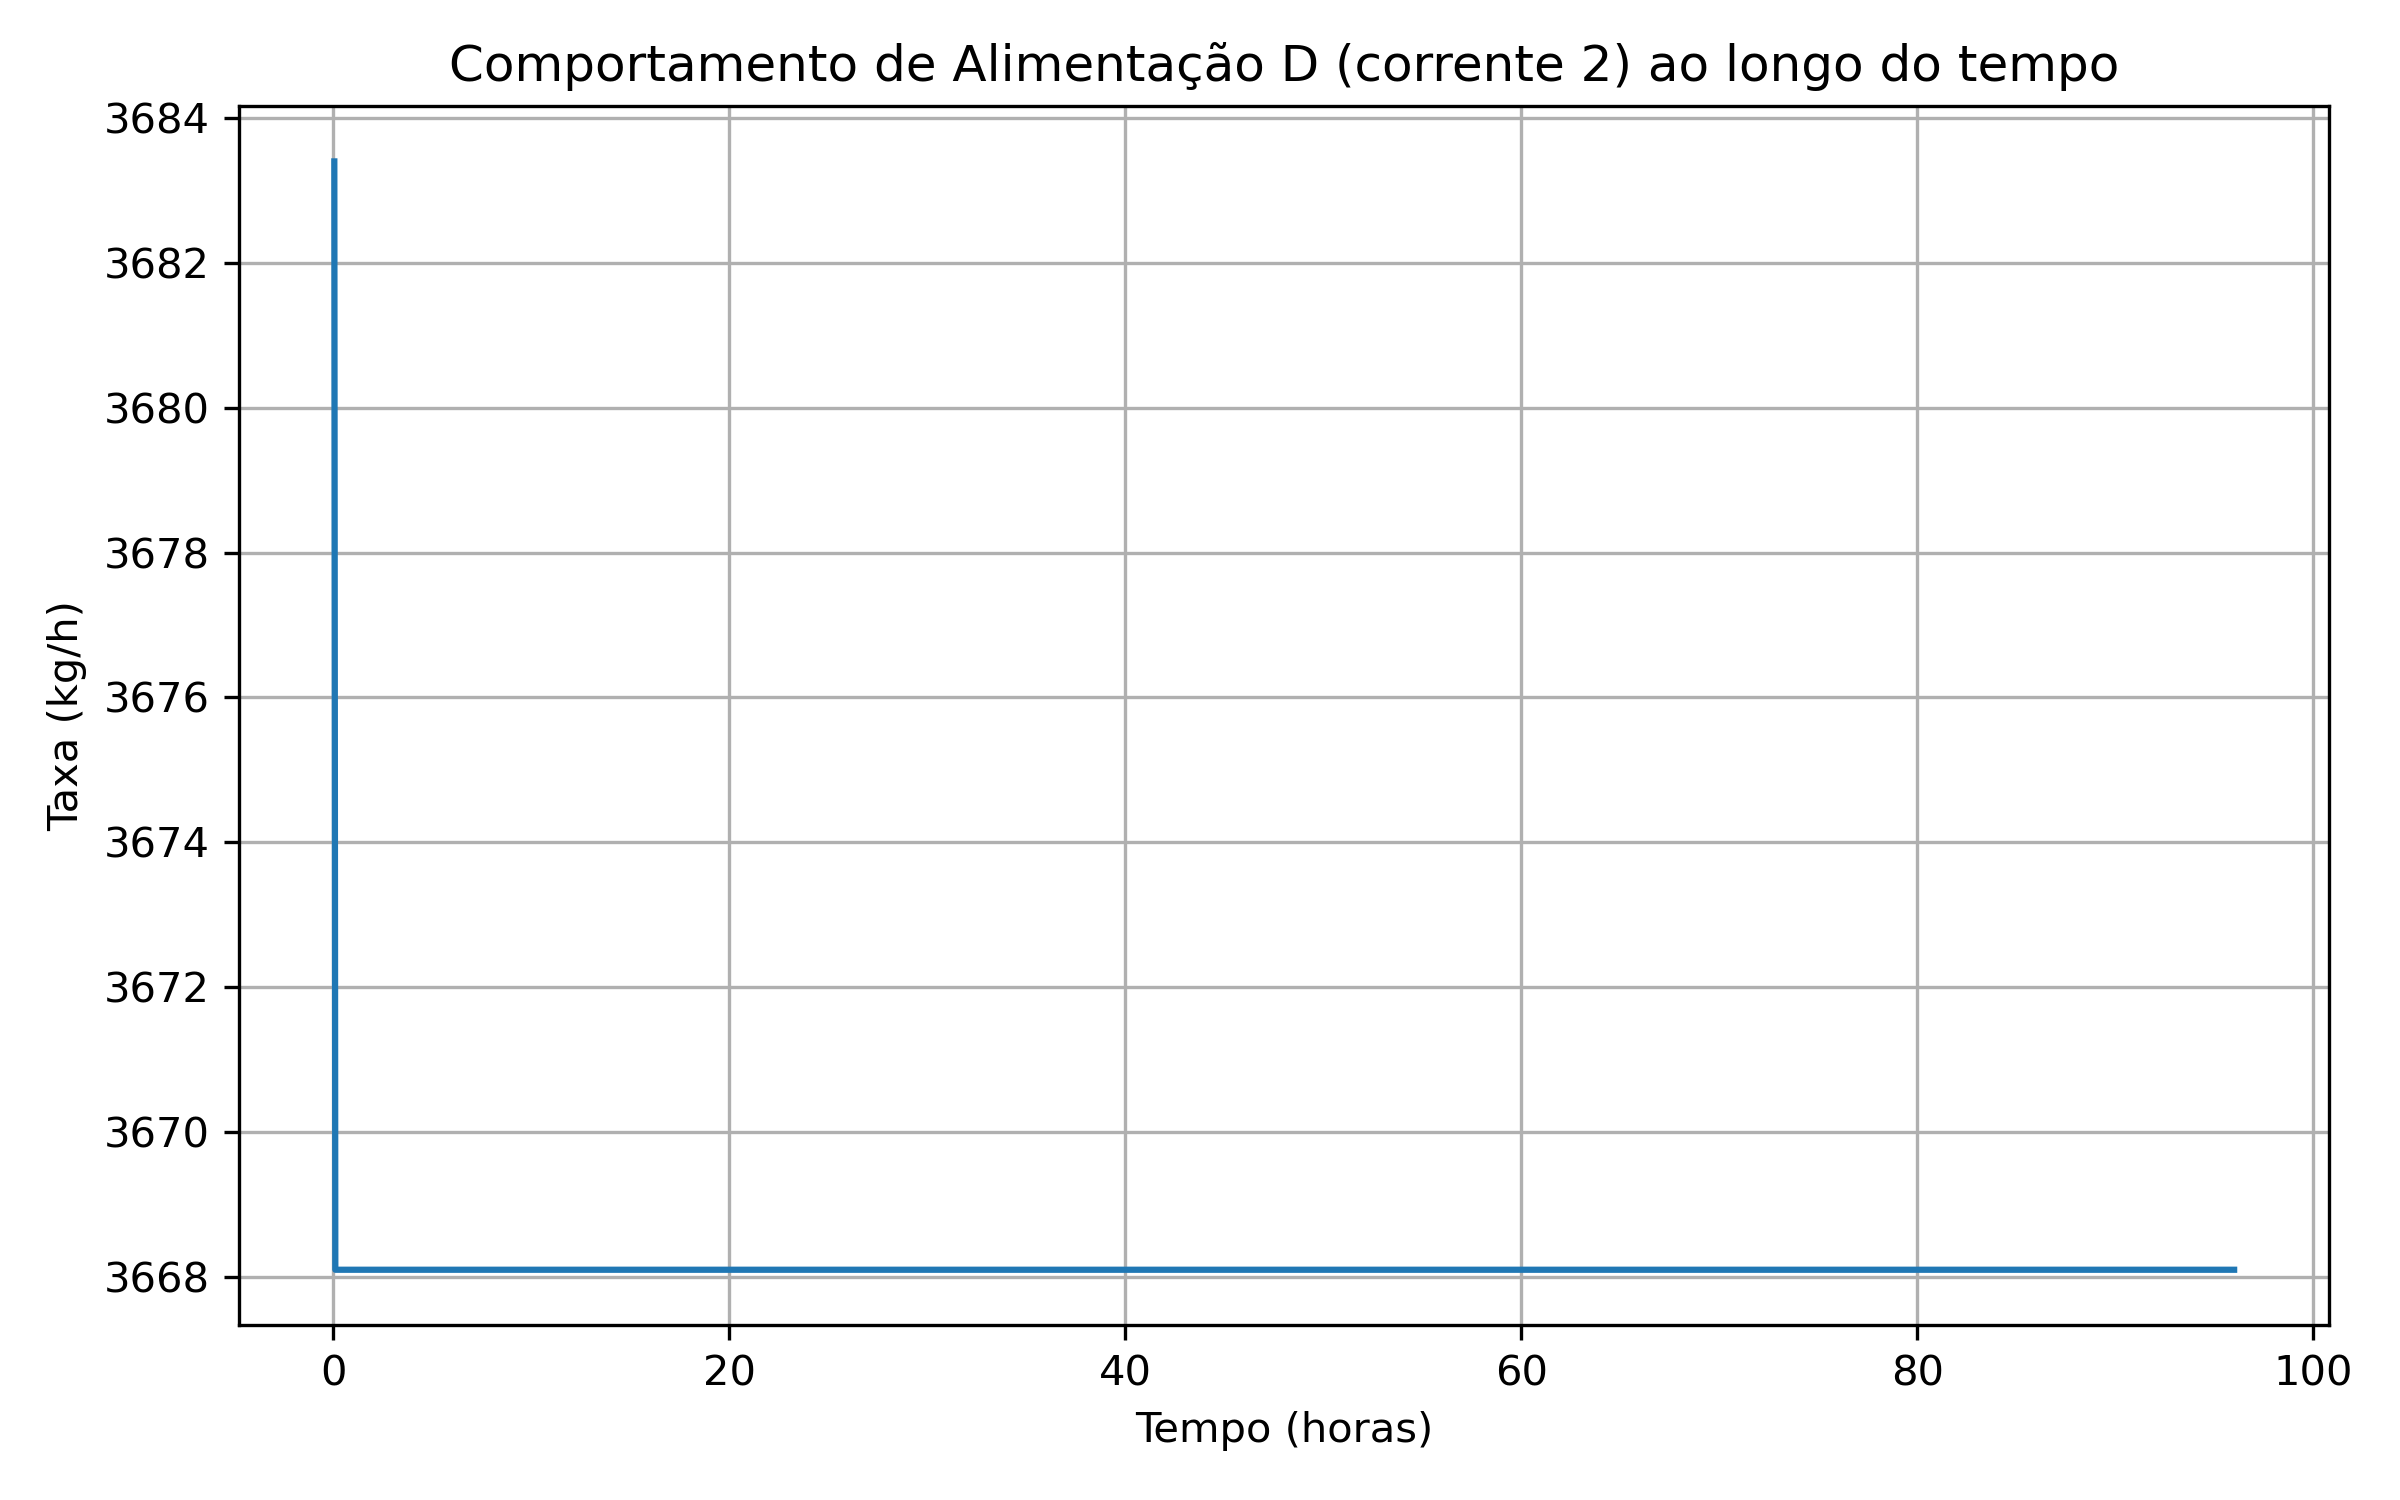 Comportamento de Alimentação D (corrente 2) ao longo do tempo
3684
3682
3680
3678
3676
3674
3672
3670
3668
Taxa (kg/h)
0 20 40 60 80 100
Tempo (horas)